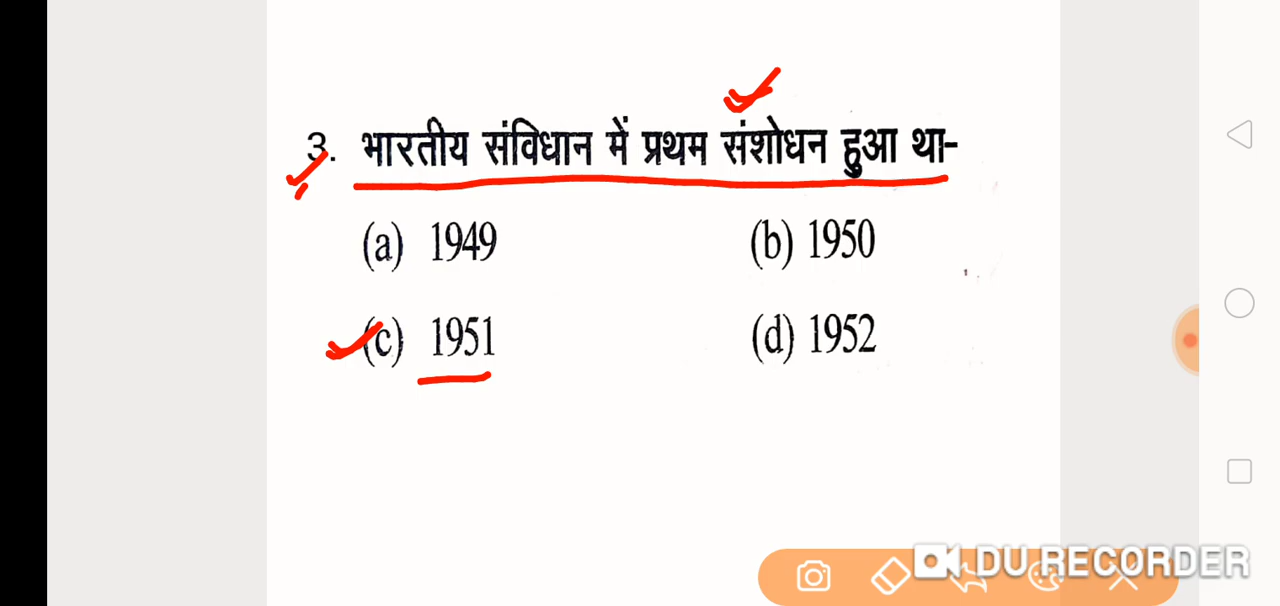 3. भारतीय संविधान में प्रथम संशोधन हुआ था-
(a) 1949 (b) 1950
(c) 1951 (d) 1952
DU RECORDER